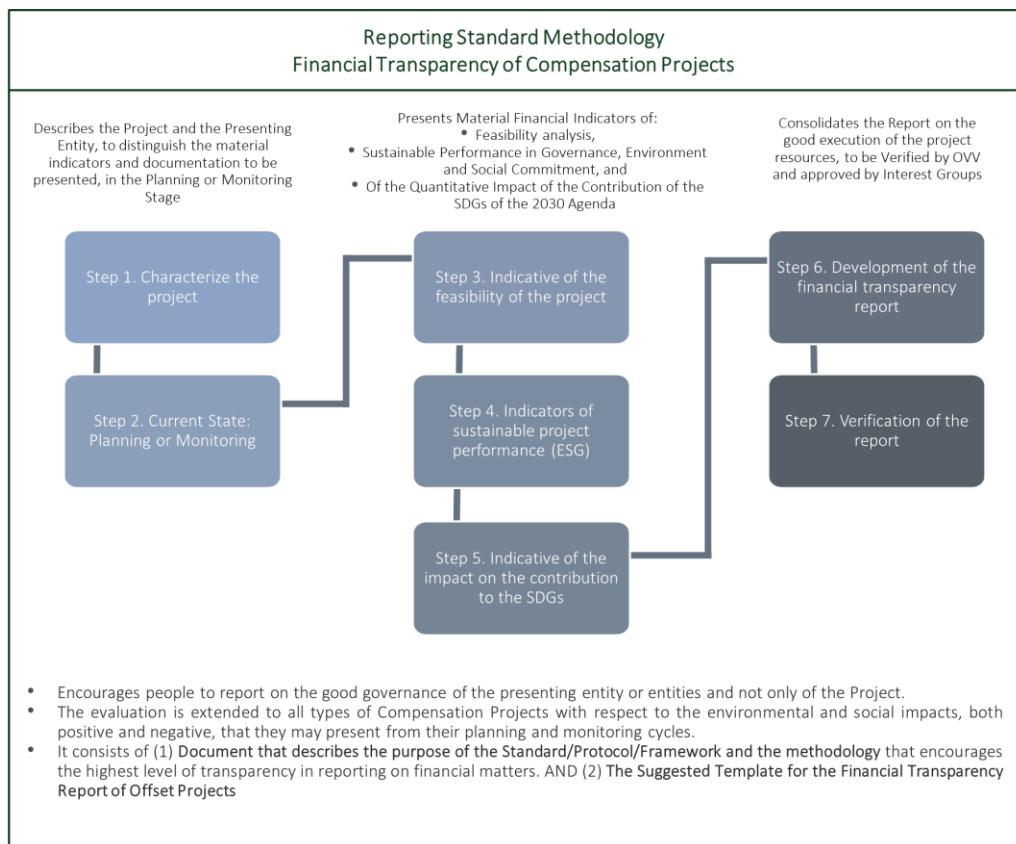 Reporting Standard Methodology
Financial Transparency of Compensation Projects
Describes the Project and the Presenting
Entity, to distinguish the material
indicators and documentation to be
presented, in the Planning or Monitoring
Stage
Step 1. Characterize the
project
Step 2. Current State:
Planning or Monitoring
Presents Material Financial Indicators of:
• Feasibility analysis,
• Sustainable Performance in Governance, Environment
and Social Commitment, and
• Of the Quantitative Impact of the Contribution of the
SDGs of the 2030 Agenda
Step 3. Indicative of the
feasibility of the project
Step 4. Indicators of
sustainable project
performance (ESG)
Step 5. Indicative of the
impact on the contribution
to the SDGs
Consolidates the Report on the
good execution of the project
resources, to be Verified by OVV
and approved by Interest Groups
Step 6. Development of the
financial transparency
report
Step 7. Verification of the
report
• Encourages people to report on the good governance of the presenting entity or entities and not only of the Project.
• The evaluation is extended to all types of Compensation Projects with respect to the environmental and social impacts, both
positive and negative, that they may present from their planning and monitoring cycles.
• It consists of (1) Document that describes the purpose of the Standard/Protocol/Framework and the methodology that encourages
the highest level of transparency in reporting on financial matters. AND (2) The Suggested Template for the Financial Transparency
Report of Offset Projects